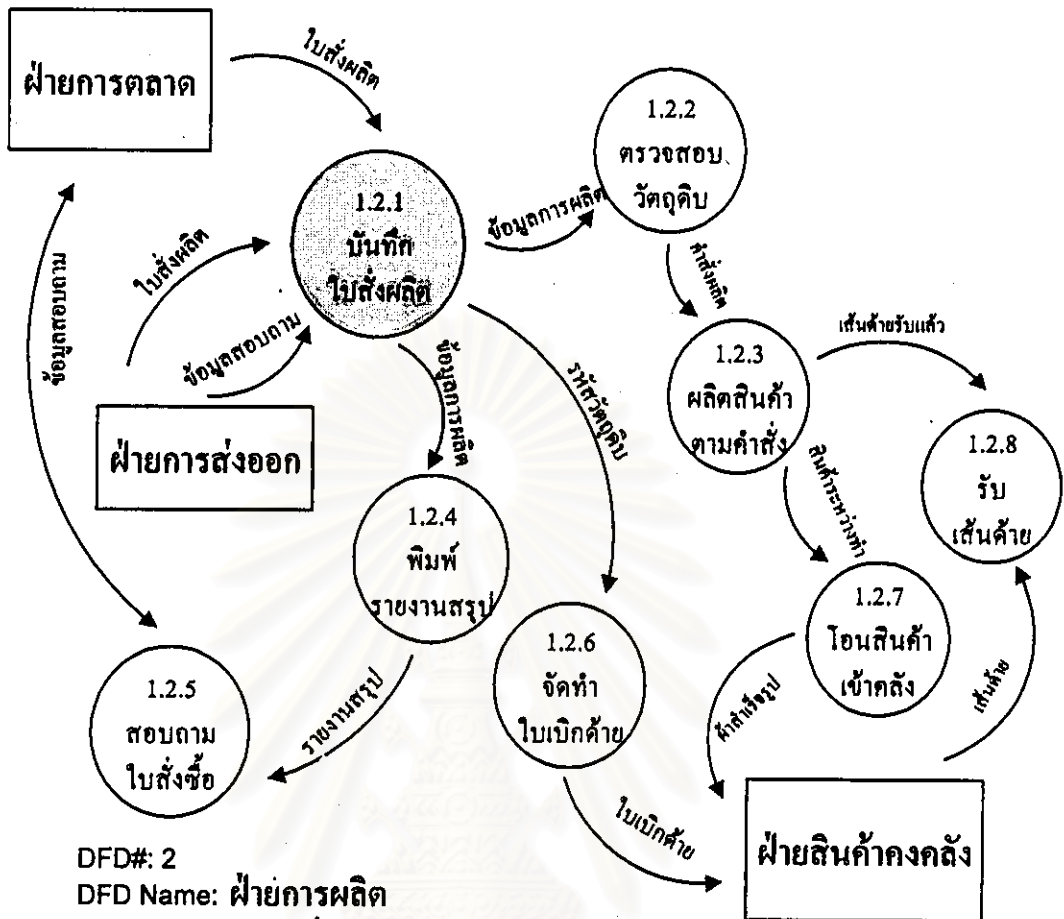 ใบสั่งผลิต
ฝ่ายการตลาด
1.2.2
ตรวจสอบ
วัตถุดิบ
1.2.1
บันทึก
ใบสั่งผลิต
ข้อมูลการผลิต
ใบสั่งผลิต
คำสั่งผลิต
ข้อมูลสอบถาม
ข้อมูลสอบถาม
เส้นด้ายรับแล้ว
1.2.3
ผลิตสินค้า
ตามคำสั่ง
ข้อมูลการผลิต
รหัสวัตถุดิบ
ฝ่ายการส่งออก
1.2.8
รับ
เส้นด้าย
สินค้าระหว่างทำ
1.2.4
พิมพ์
รายงานสรุป
1.2.7
โอนสินค้า
เข้าคลัง
1.2.6
จัดทำ
ใบเบิกด้าย
1.2.5
สอบถาม
ใบสั่งซื้อ
รายงานสรุป
ผ้าสำเร็จรูป
เส้นด้าย
ใบเบิกด้าย
ฝ่ายสินค้าคงคลัง
DFD#: 2
DFD Name: ฝ่ายการผลิต